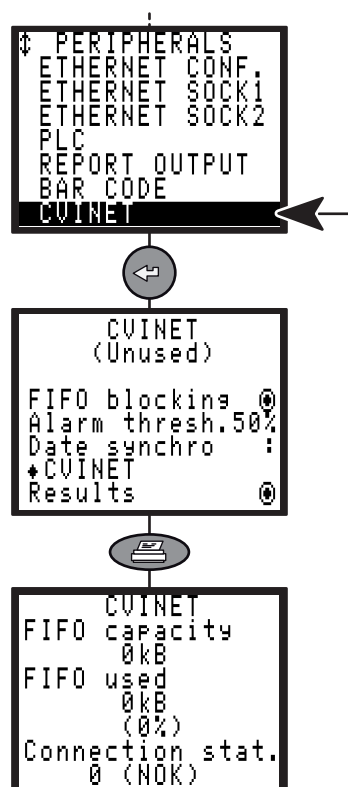 PERIPHERALS
ETHERNET CONF.
ETHERNET SOCK1
ETHERNET SOCK2
PLC
REPORT OUTPUT
BAR CODE
CVINET
CVINET
(Unused)
FIFO blocking
Alarm thresh.50%
Date synchro :
CVINET
Results
CVINET
FIFO capacity
0kB
FIFO used
0kB
(0%)
Connection stat.
0 (NOK)